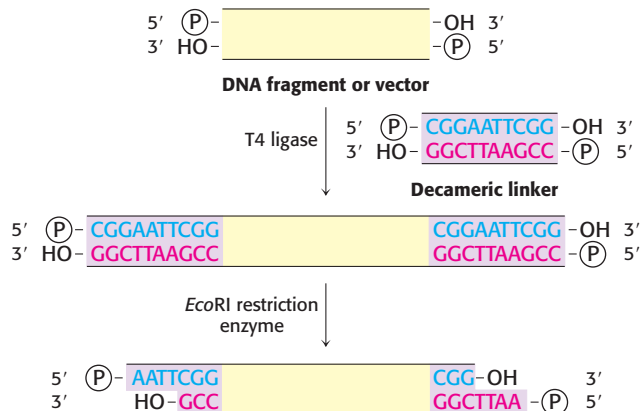 5′ P OH 3′
3′ HO P 5′
DNA fragment or vector
T4 ligase
5′ P CGGAATTCGG OH 3′
3′ HO GGCTTAAGCC P 5′
Decameric linker
5′ P CGGAATTCGG CGGAATTCGG OH 3′
3′ HO GGCTTAAGCC GGCTTAAGCC P 5′
EcoRI restriction
enzyme
5′ P AATTCGG CGG OH 3′
3′ HO GCC GGCTTAA P 5′